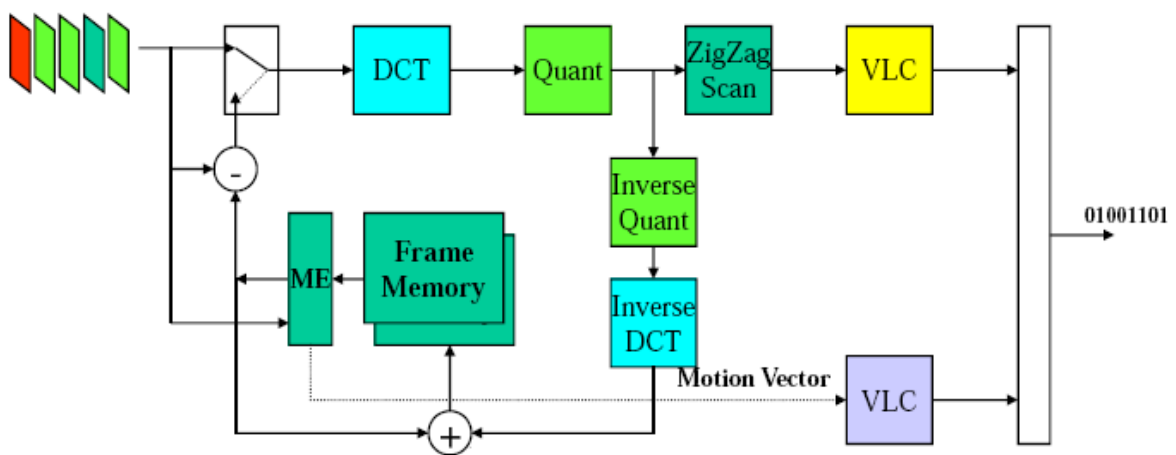 DCT
Quant
ZigZag
Scan
VLC
-
Inverse
Quant
01001101
ME
Frame
Memory
Inverse
DCT
Motion Vector
VLC
+